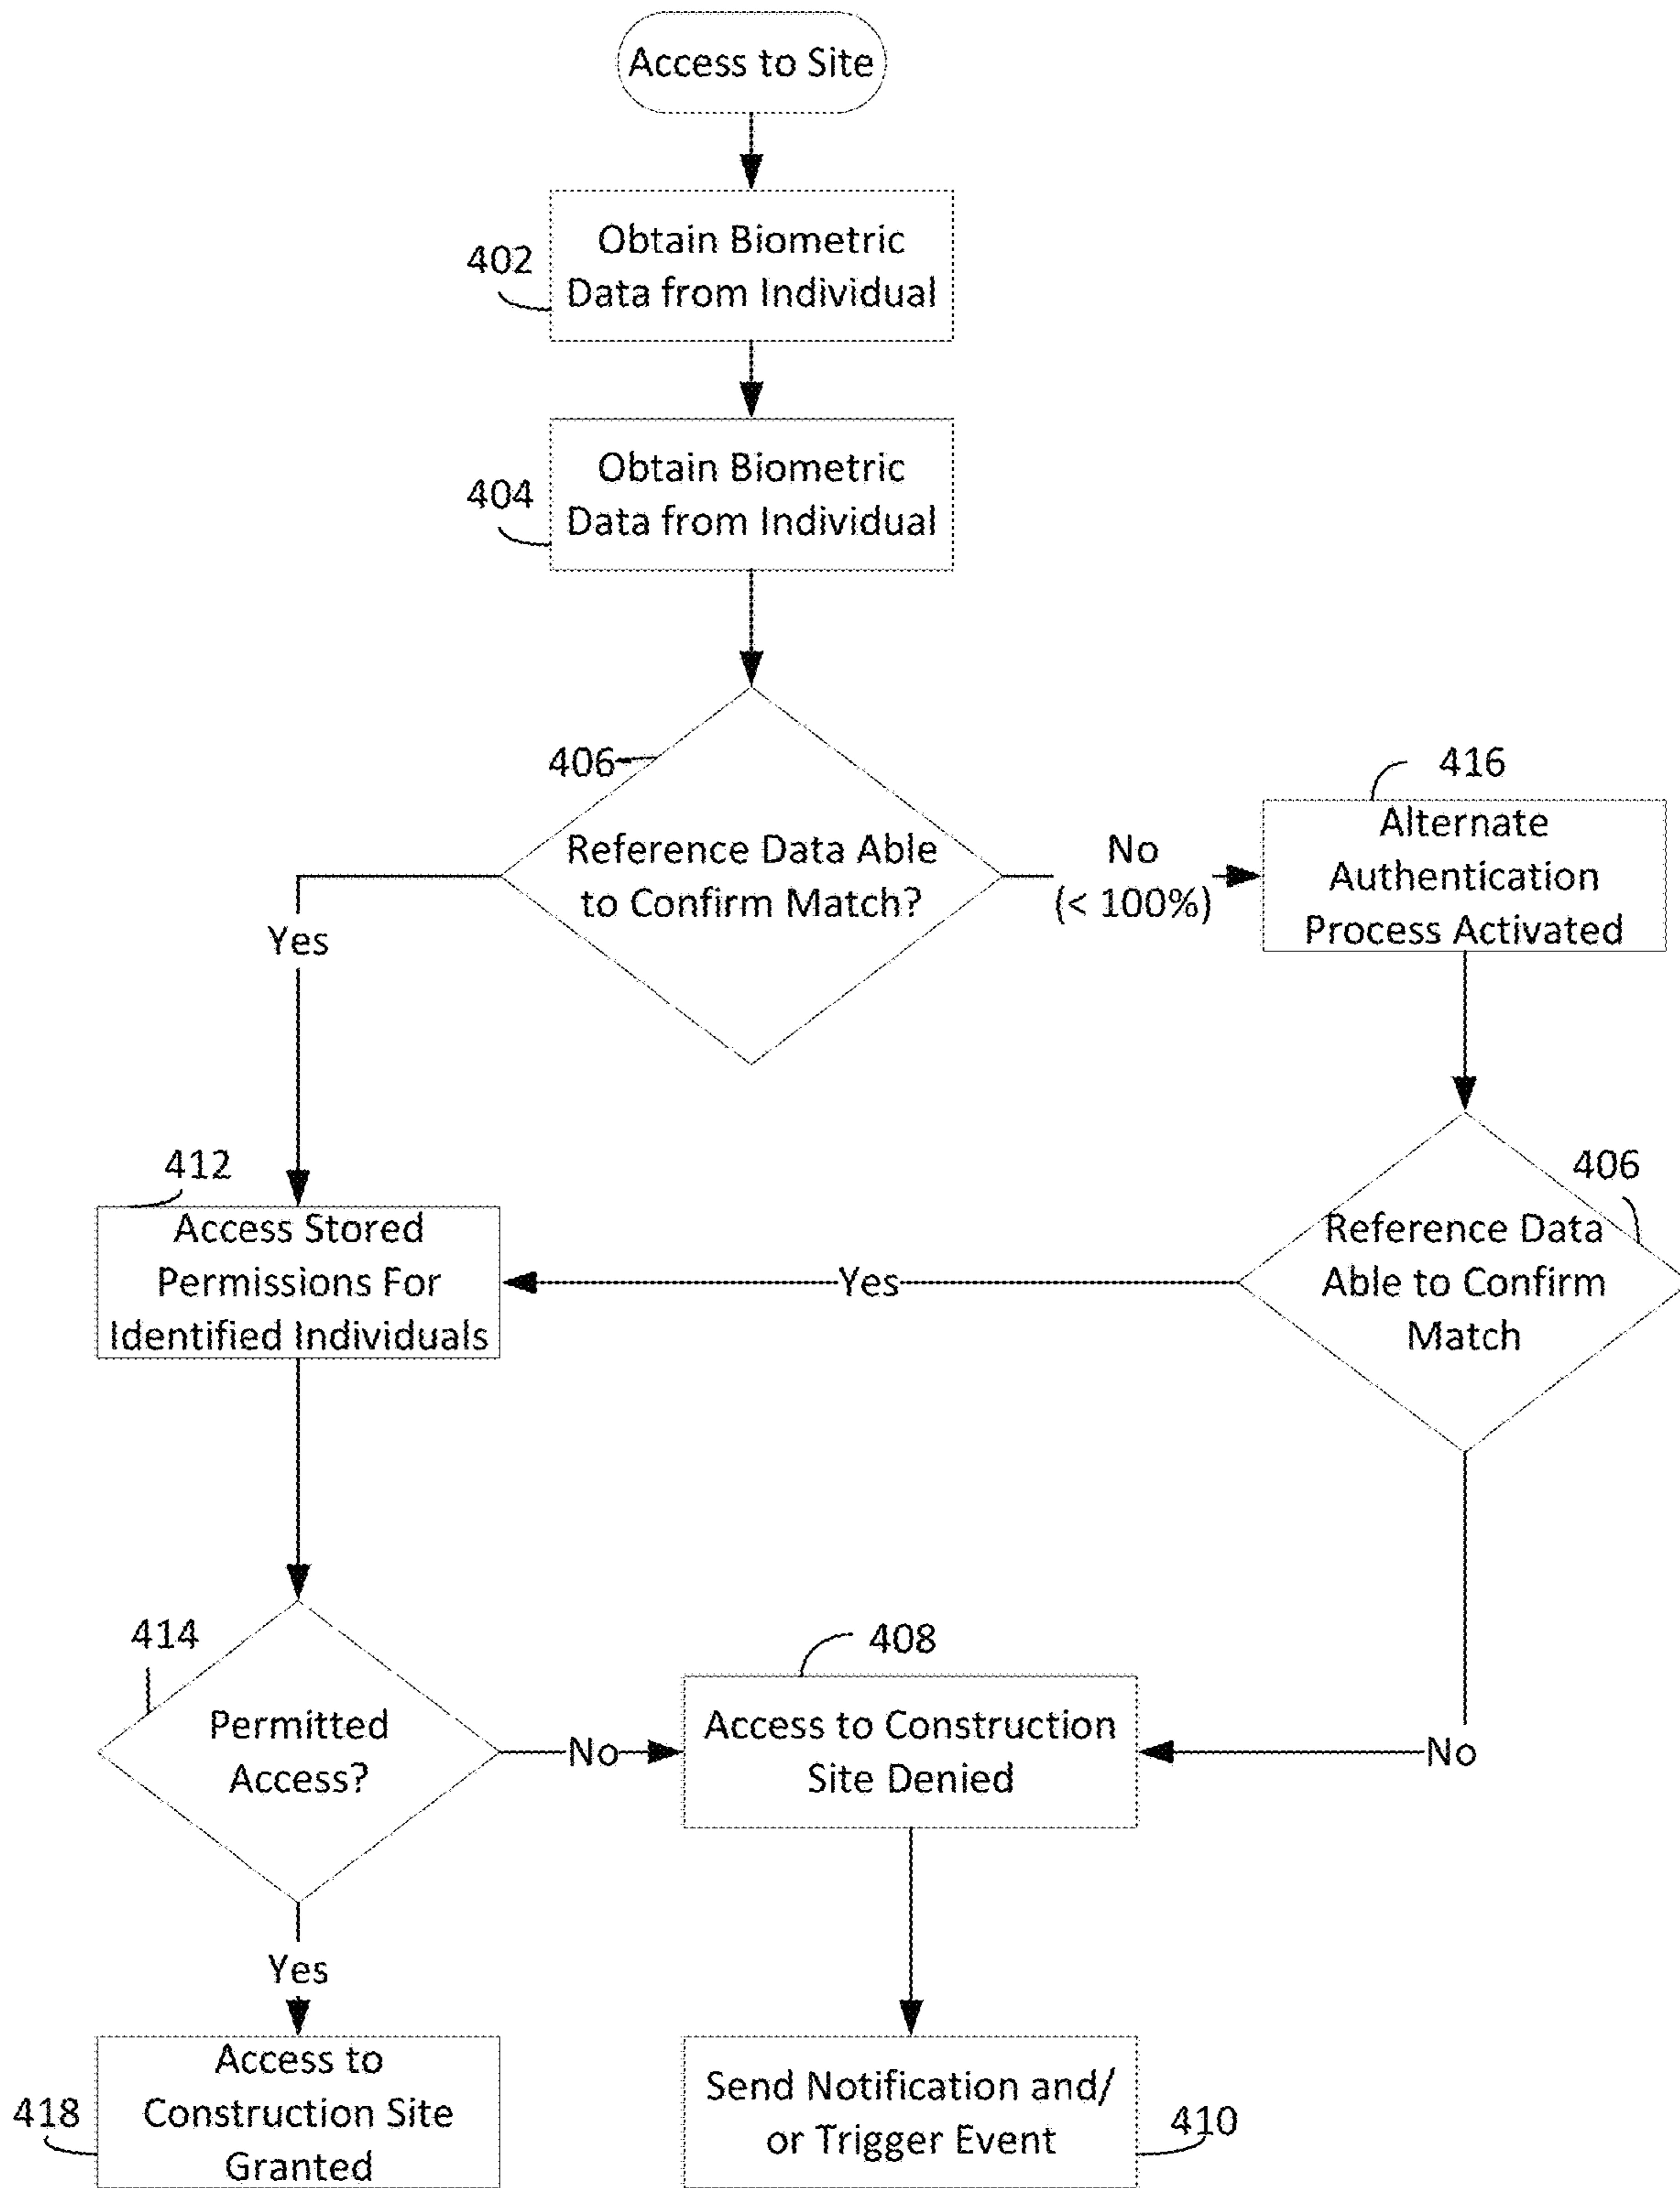 Access to Site
402
Obtain Biometric
Data from Individual
404
Obtain Biometric
Data from Individual
406
Reference Data Able
to Confirm Match?
No
(< 100%)
416
Alternate
Authentication
Process Activated
Yes
412
Access Stored
Permissions For
Identified Individuals
Yes
406
Reference Data
Able to Confirm
Match
414
Permitted
Access?
No
408
Access to Construction
Site Denied
No
Yes
418
Access to
Construction Site
Granted
Send Notification and/
or Trigger Event
410